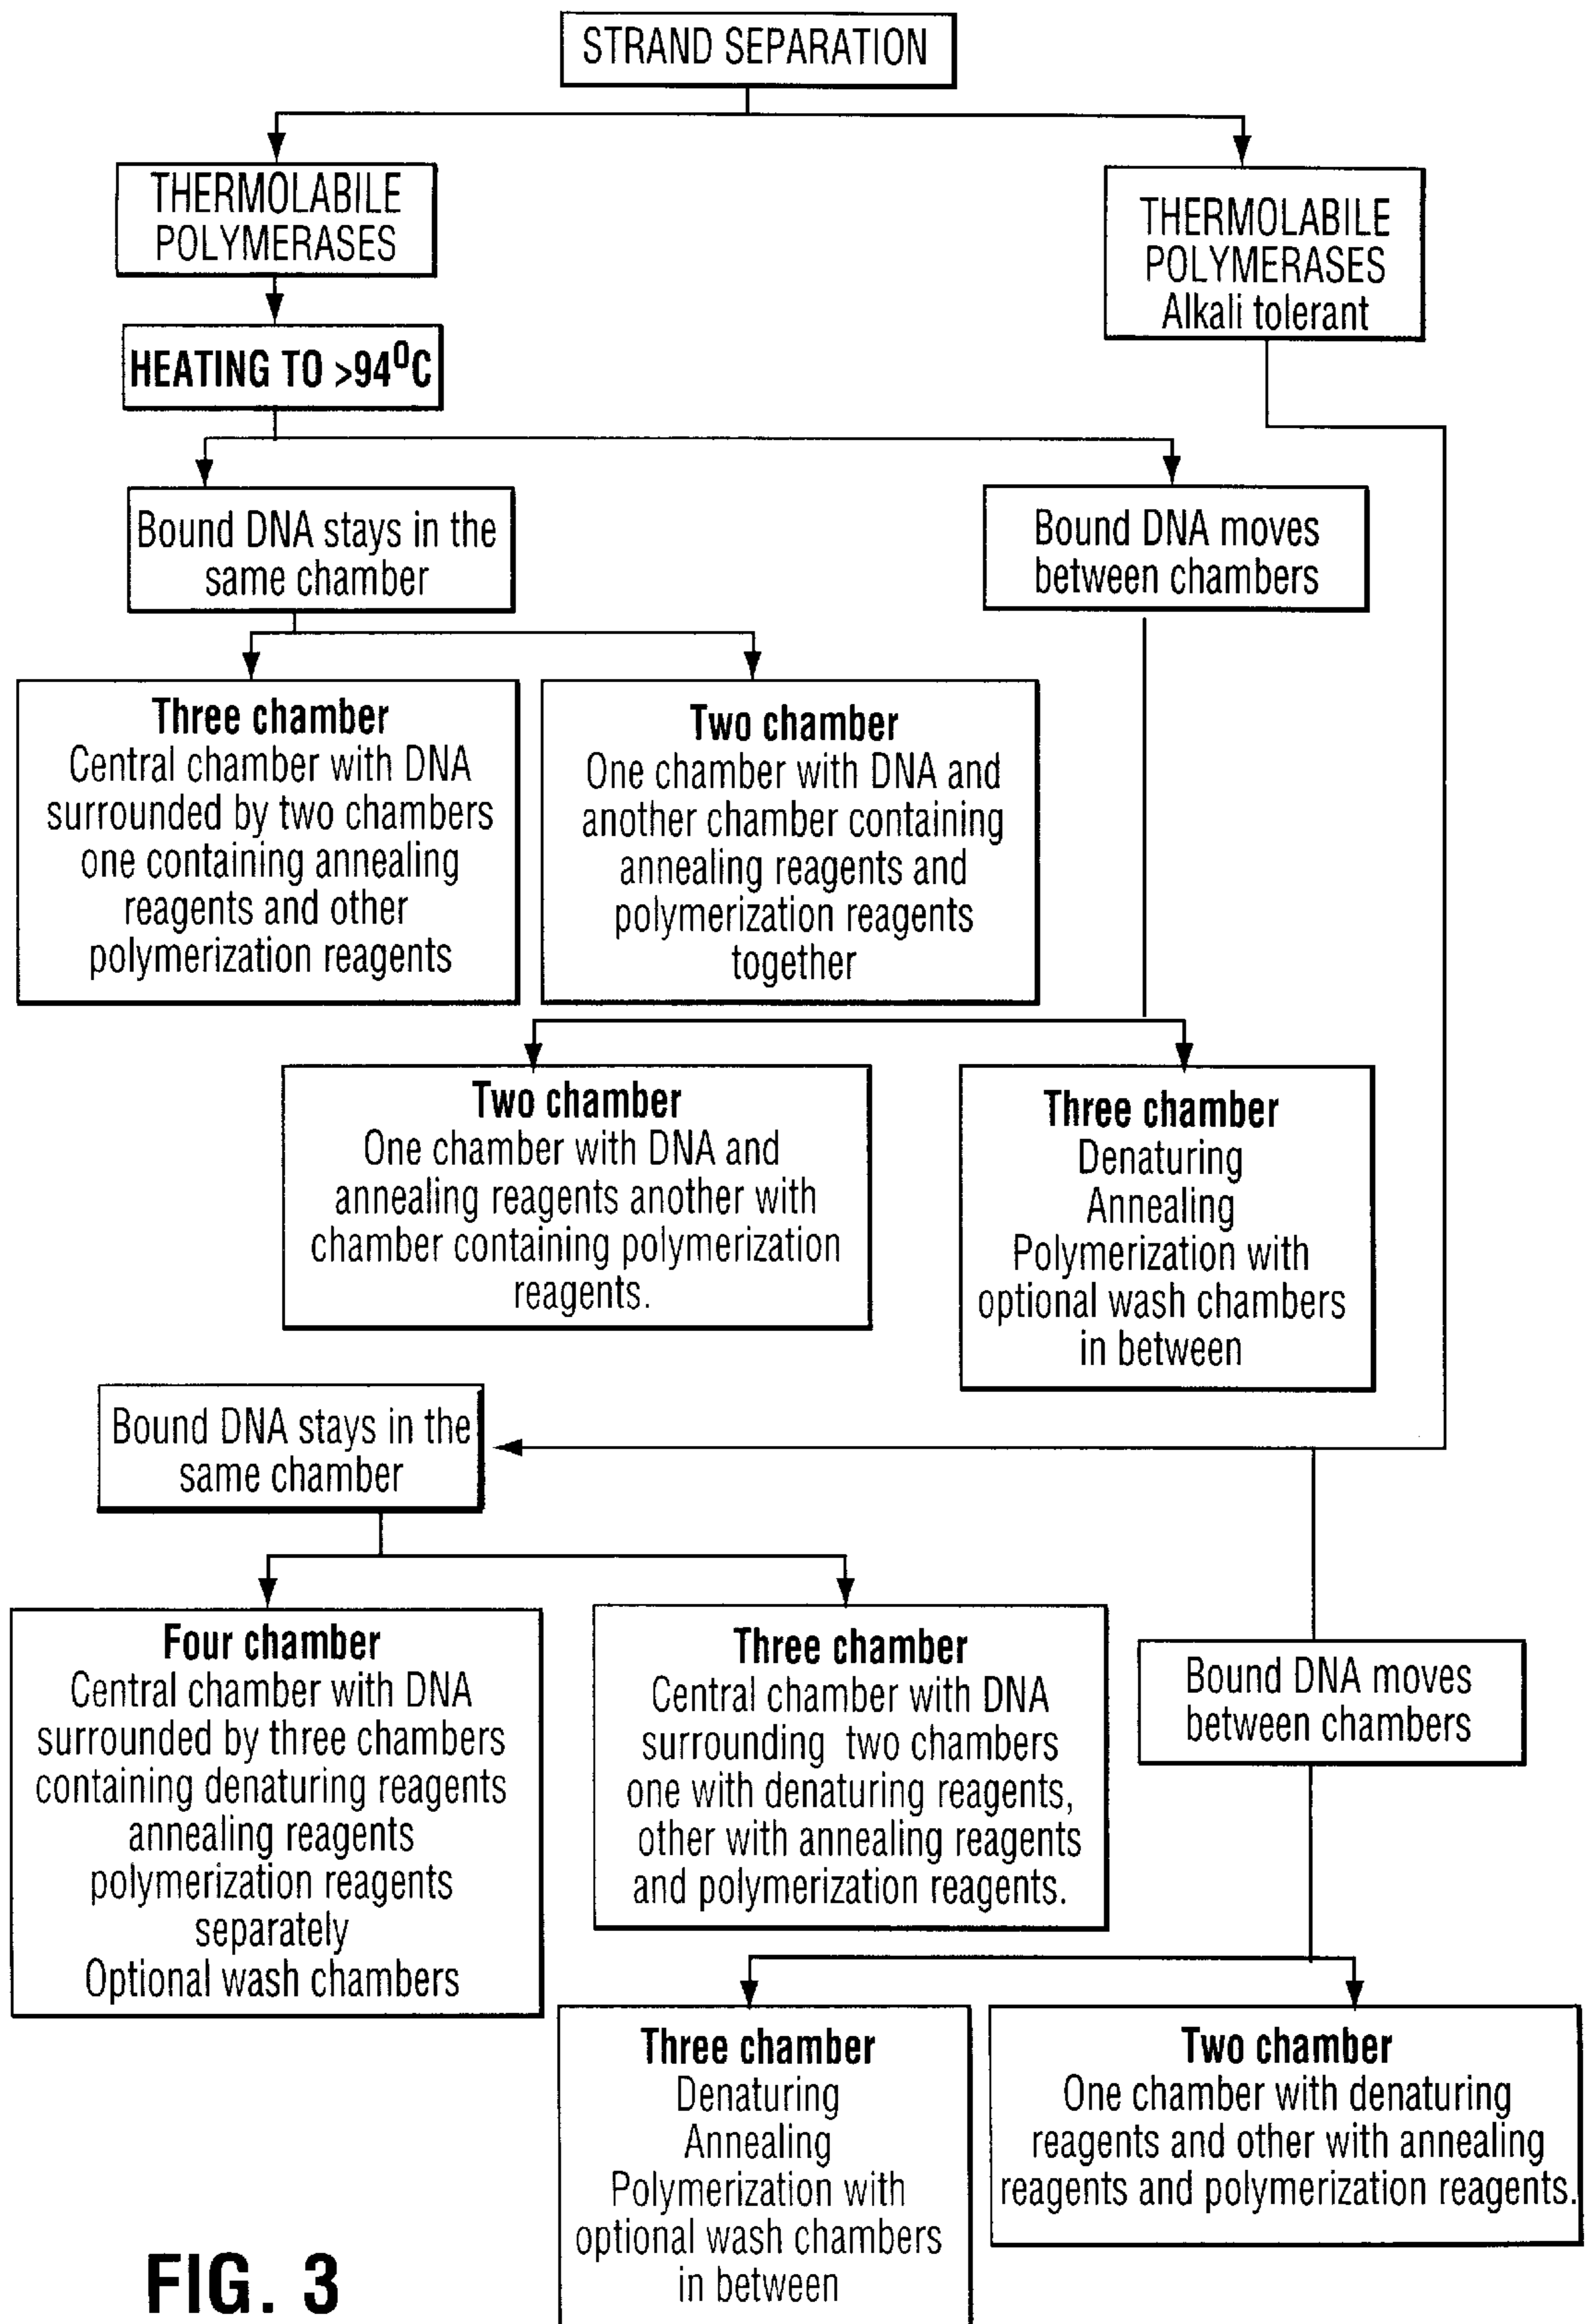 STRAND SEPARATION
THERMOLABILE
POLYMERASES
THERMOLABILE
POLYMERASES
Alkali tolerant
HEATING TO >94⁰C
Bound DNA stays in the
same chamber
Bound DNA moves
between chambers
Three chamber
Central chamber with DNA
surrounded by two chambers
one containing annealing
reagents and other
polymerization reagents
Two chamber
One chamber with DNA and
another chamber containing
annealing reagents and
polymerization reagents
together
Two chamber
One chamber with DNA and
annealing reagents another with
chamber containing polymerization
reagents.
Three chamber
Denaturing
Annealing
Polymerization with
optional wash chambers
in between
Bound DNA stays in the
same chamber
Four chamber
Central chamber with DNA
surrounded by three chambers
containing denaturing reagents
annealing reagents
polymerization reagents
separately
Optional wash chambers
Three chamber
Central chamber with DNA
surrounding two chambers
one with denaturing reagents,
other with annealing reagents
and polymerization reagents.
Bound DNA moves
between chambers
Three chamber
Denaturing
Annealing
Polymerization with
optional wash chambers
in between
Two chamber
One chamber with denaturing
reagents and other with annealing
reagents and polymerization reagents.
FIG. 3